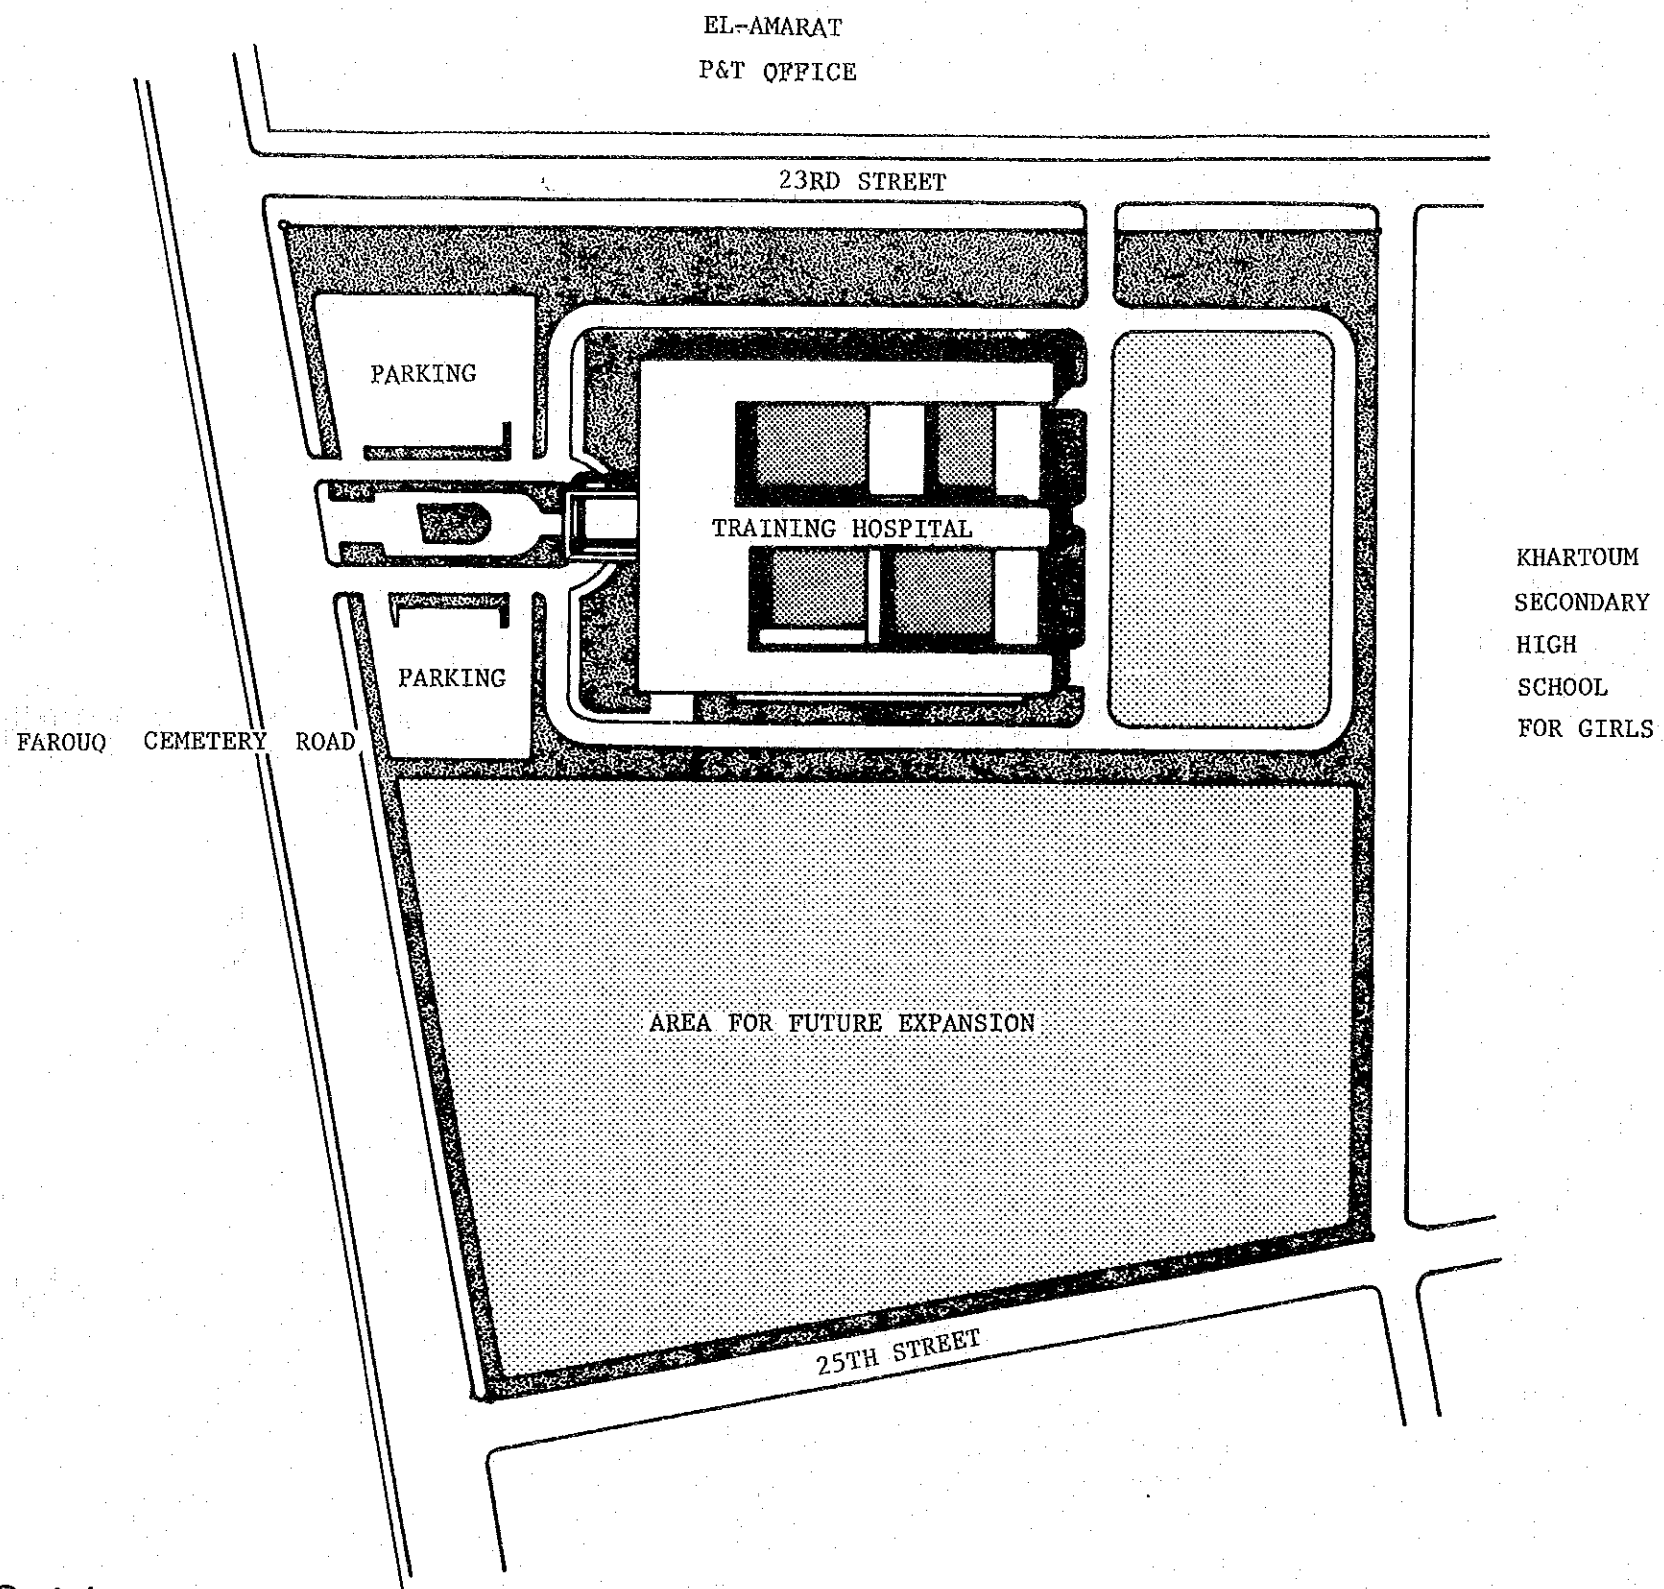 EL-AMARAT
P&T OFFICE
23RD STREET
PARKING
TRAINING HOSPITAL
KHARTOUM
SECONDARY
HIGH
SCHOOL
FOR GIRLS
PARKING
FAROUQ CEMETERY ROAD
AREA FOR FUTURE EXPANSION
25TH STREET